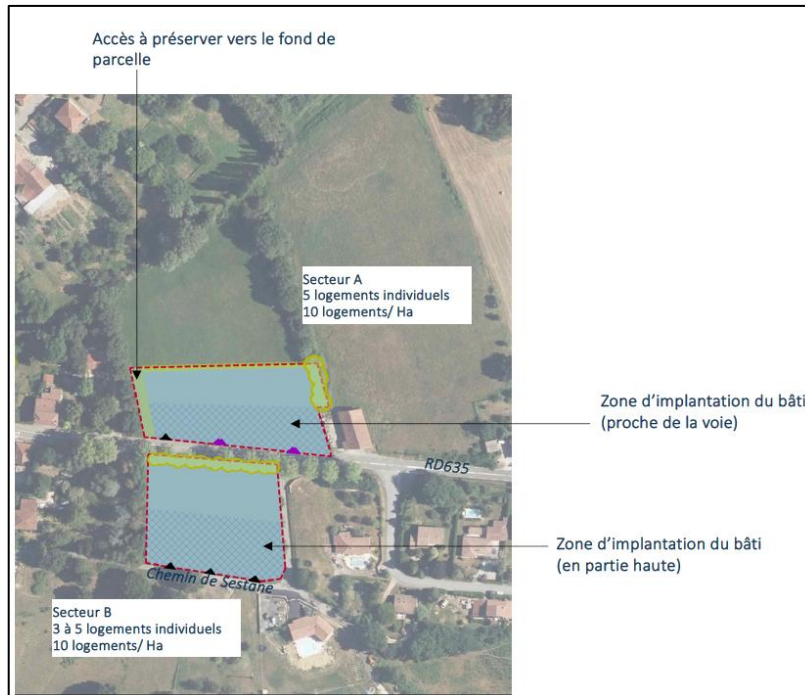 Accès à préserver vers le fond de
parcelle
Secteur A
5 logements individuels
10 logements/ Ha
Zone d’implantation du bâti
(proche de la voie)
RD635
Zone d’implantation du bâti
(en partie haute)
Chemin de Sestane
Secteur B
3 à 5 logements individuels
10 logements/ Ha